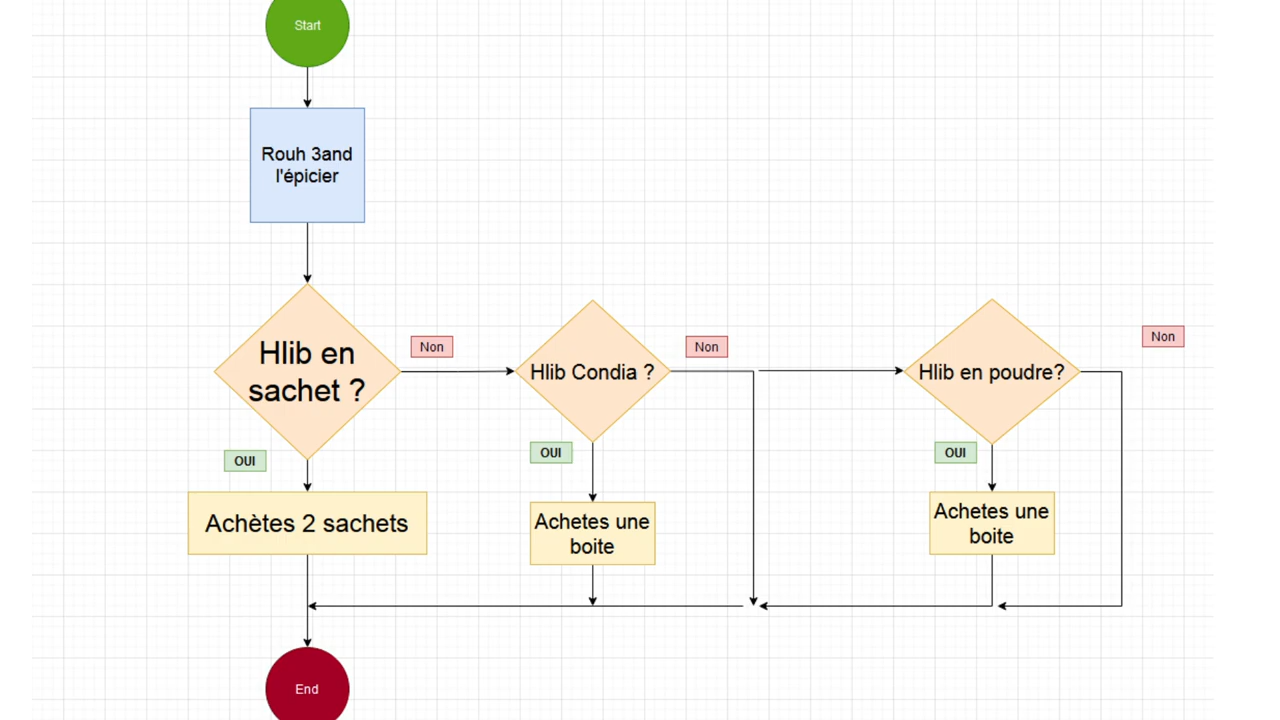 Start
Rouh 3and
l'épicier
Hlib en
sachet ?
Non
Hlib Condia ?
Non
Hlib en poudre?
Non
OUI
OUI
OUI
Achètes 2 sachets
Achetes une
boite
Achetes une
boite
End